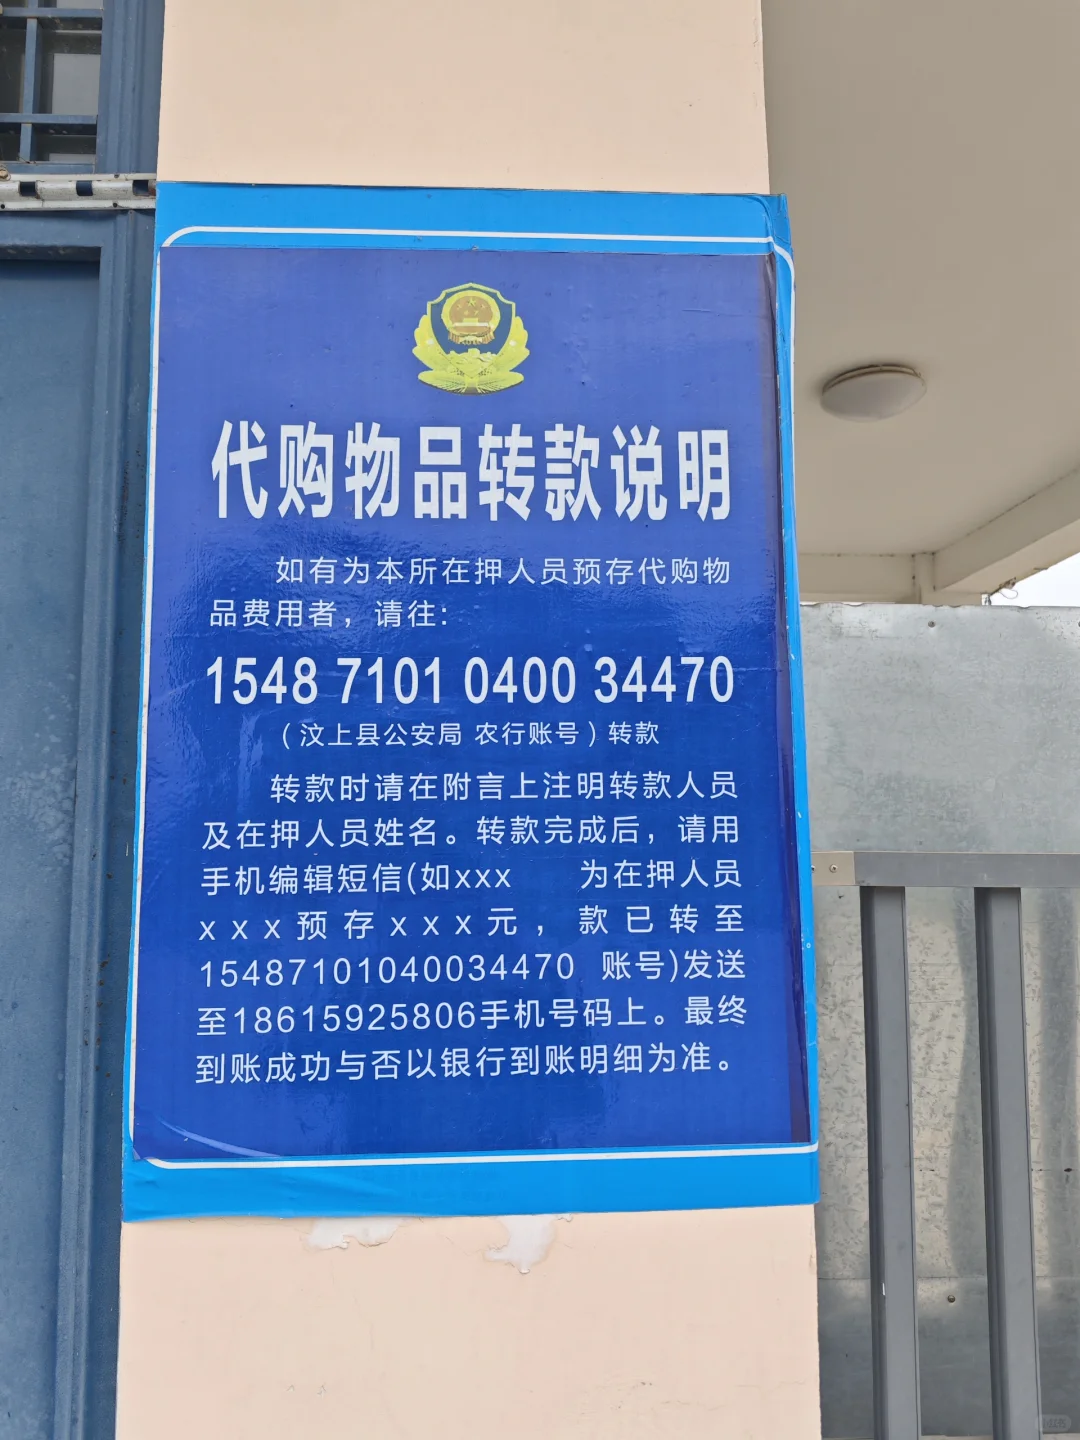 代购物品转款说明
如有为本所在押人员预存代购物
品费用者，请往：
1548 7101 0400 34470
（汶上县公安局 农行账号）转款
转款时请在附言上注明转款人员
及在押人员姓名。转款完成后，请用
手机编辑短信(如xxx 为在押人员
xxx预存xxx元，款已转至
15487101040034470 账号)发送
至18615925806手机号码上。最终
到账成功与否以银行到账明细为准。